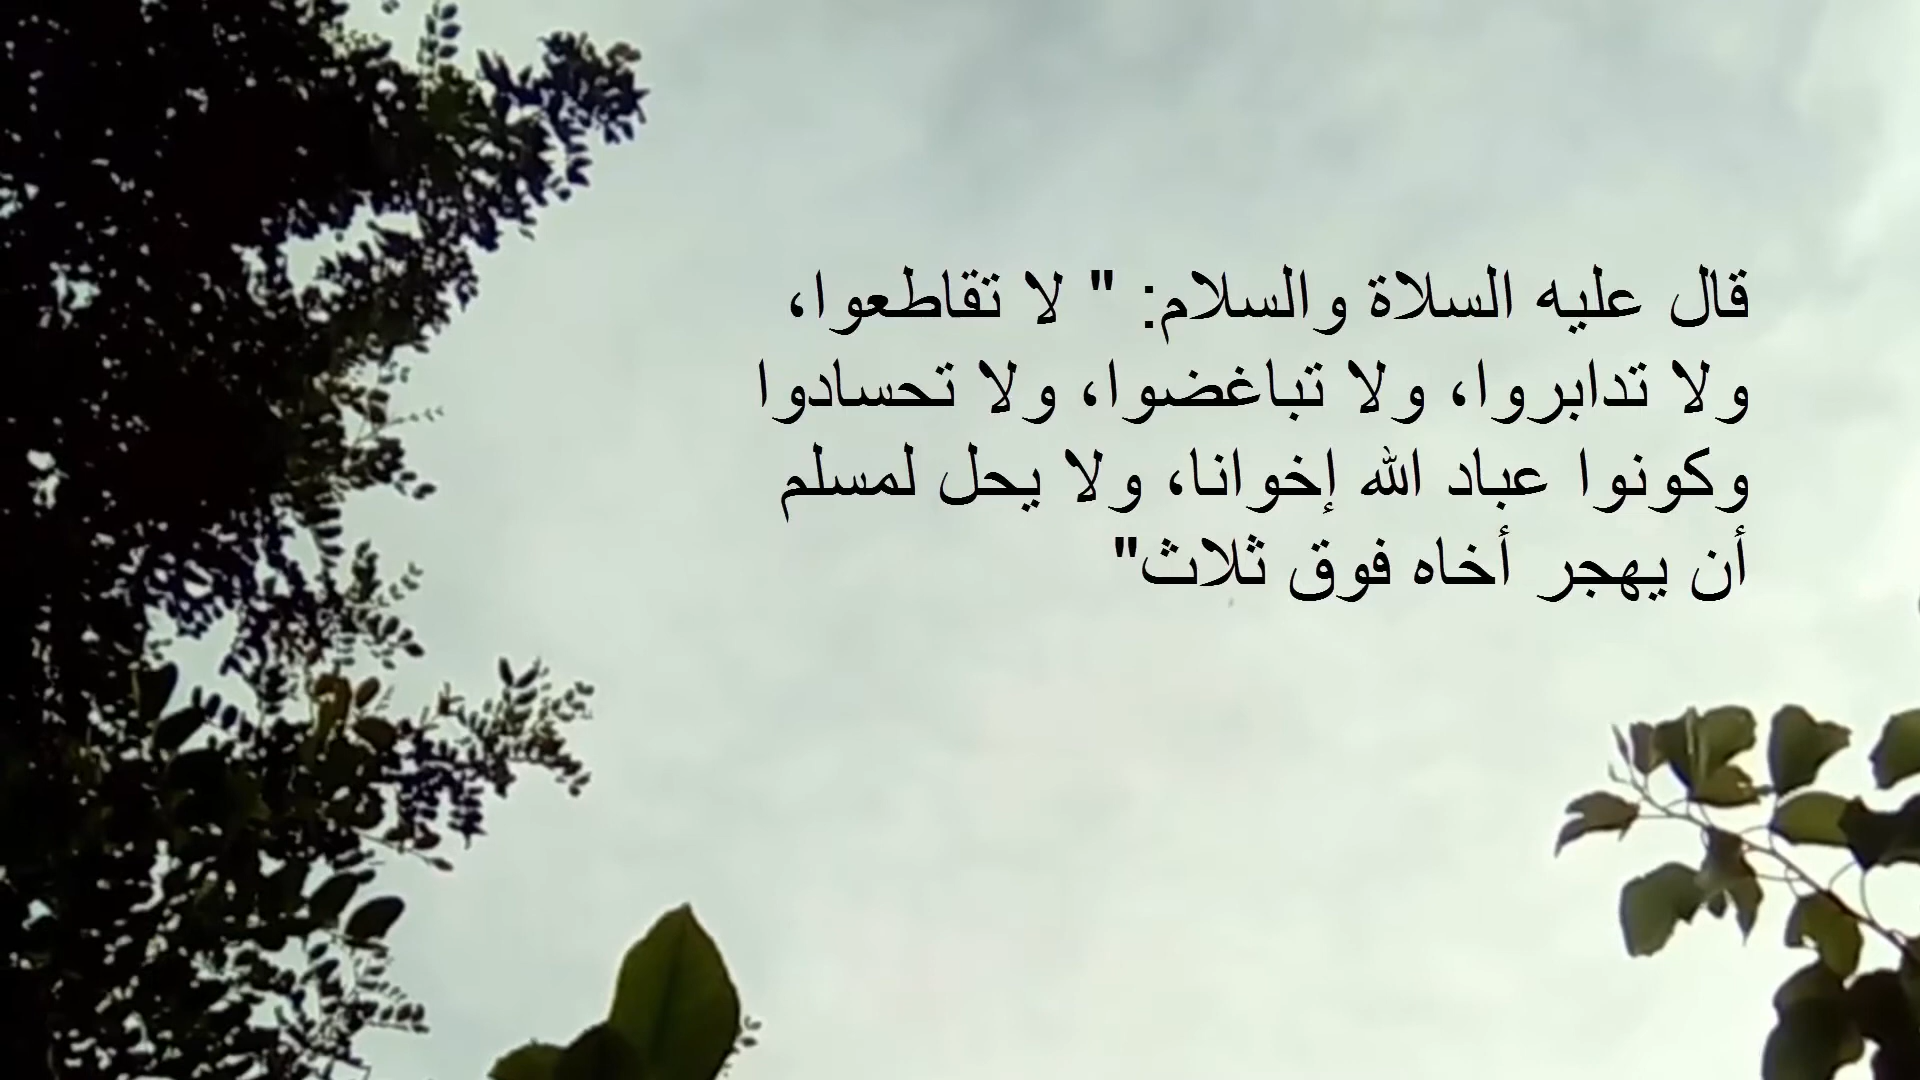 قال عليه السلاة والسلام: " لا تقاطعوا،
ولا تدابروا، ولا تباغضوا، ولا تحسادوا
وكونوا عباد الله إخوانا، ولا يحل لمسلم
أن يهجر أخاه فوق ثلاث"